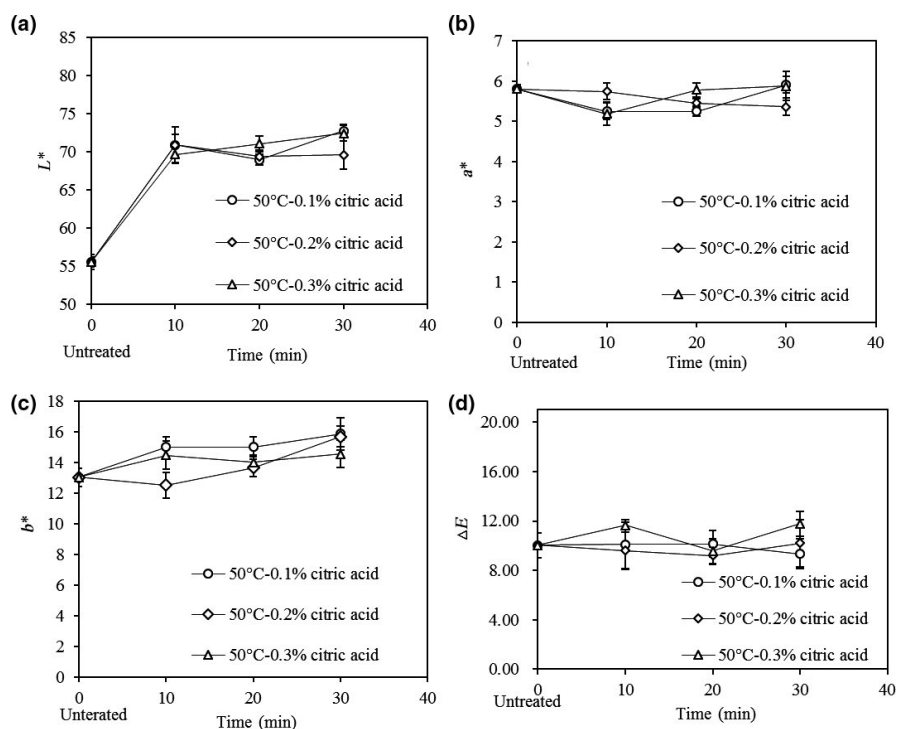 (a)
85
80
75
70
65
60
55
50
L*
50°C-0.1% citric acid
50°C-0.2% citric acid
50°C-0.3% citric acid
0 10 20 30 40
Untreated Time (min)
(b)
7
6
5
4
3
2
1
0
a*
50°C-0.1% citric acid
50°C-0.2% citric acid
50°C-0.3% citric acid
0 10 20 30 40
Untreated Time (min)
(c)
18
16
14
12
10
8
6
4
2
0
b*
50°C-0.1% citric acid
50°C-0.2% citric acid
50°C-0.3% citric acid
0 10 20 30 40
Unterated Time (min)
(d)
20.00
16.00
12.00
8.00
4.00
0.00
ΔE
50°C-0.1% citric acid
50°C-0.2% citric acid
50°C-0.3% citric acid
0 10 20 30 40
Untreated Time (min)